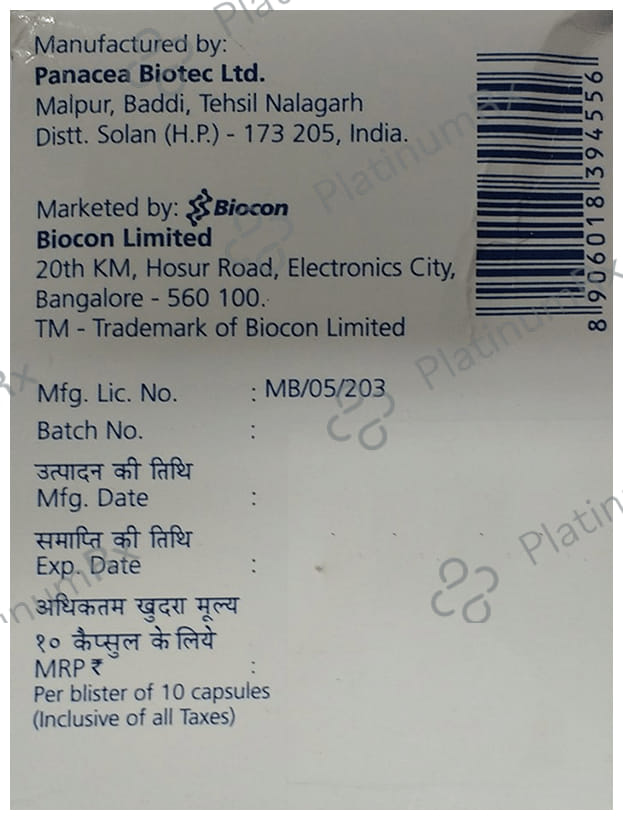 Manufactured by:
Panacea Biotec Ltd.
Malpur, Baddi, Tehsil Nalagarh
Distt. Solan (H.P.) - 173 205, India.
Marketed by: Biocon
Biocon Limited
20th KM, Hosur Road, Electronics City,
Bangalore - 560 100.
TM - Trademark of Biocon Limited
8906018394556
Mfg. Lic. No. : MB/05/203
Batch No. :
उत्पादन की तिथि
Mfg. Date :
समाप्ति की तिथि
Exp. Date :
अधिकतम खुदरा मूल्य
१० कैप्सुल के लिये
MRP ₹ :
Per blister of 10 capsules
(Inclusive of all Taxes)
PlatinumRx